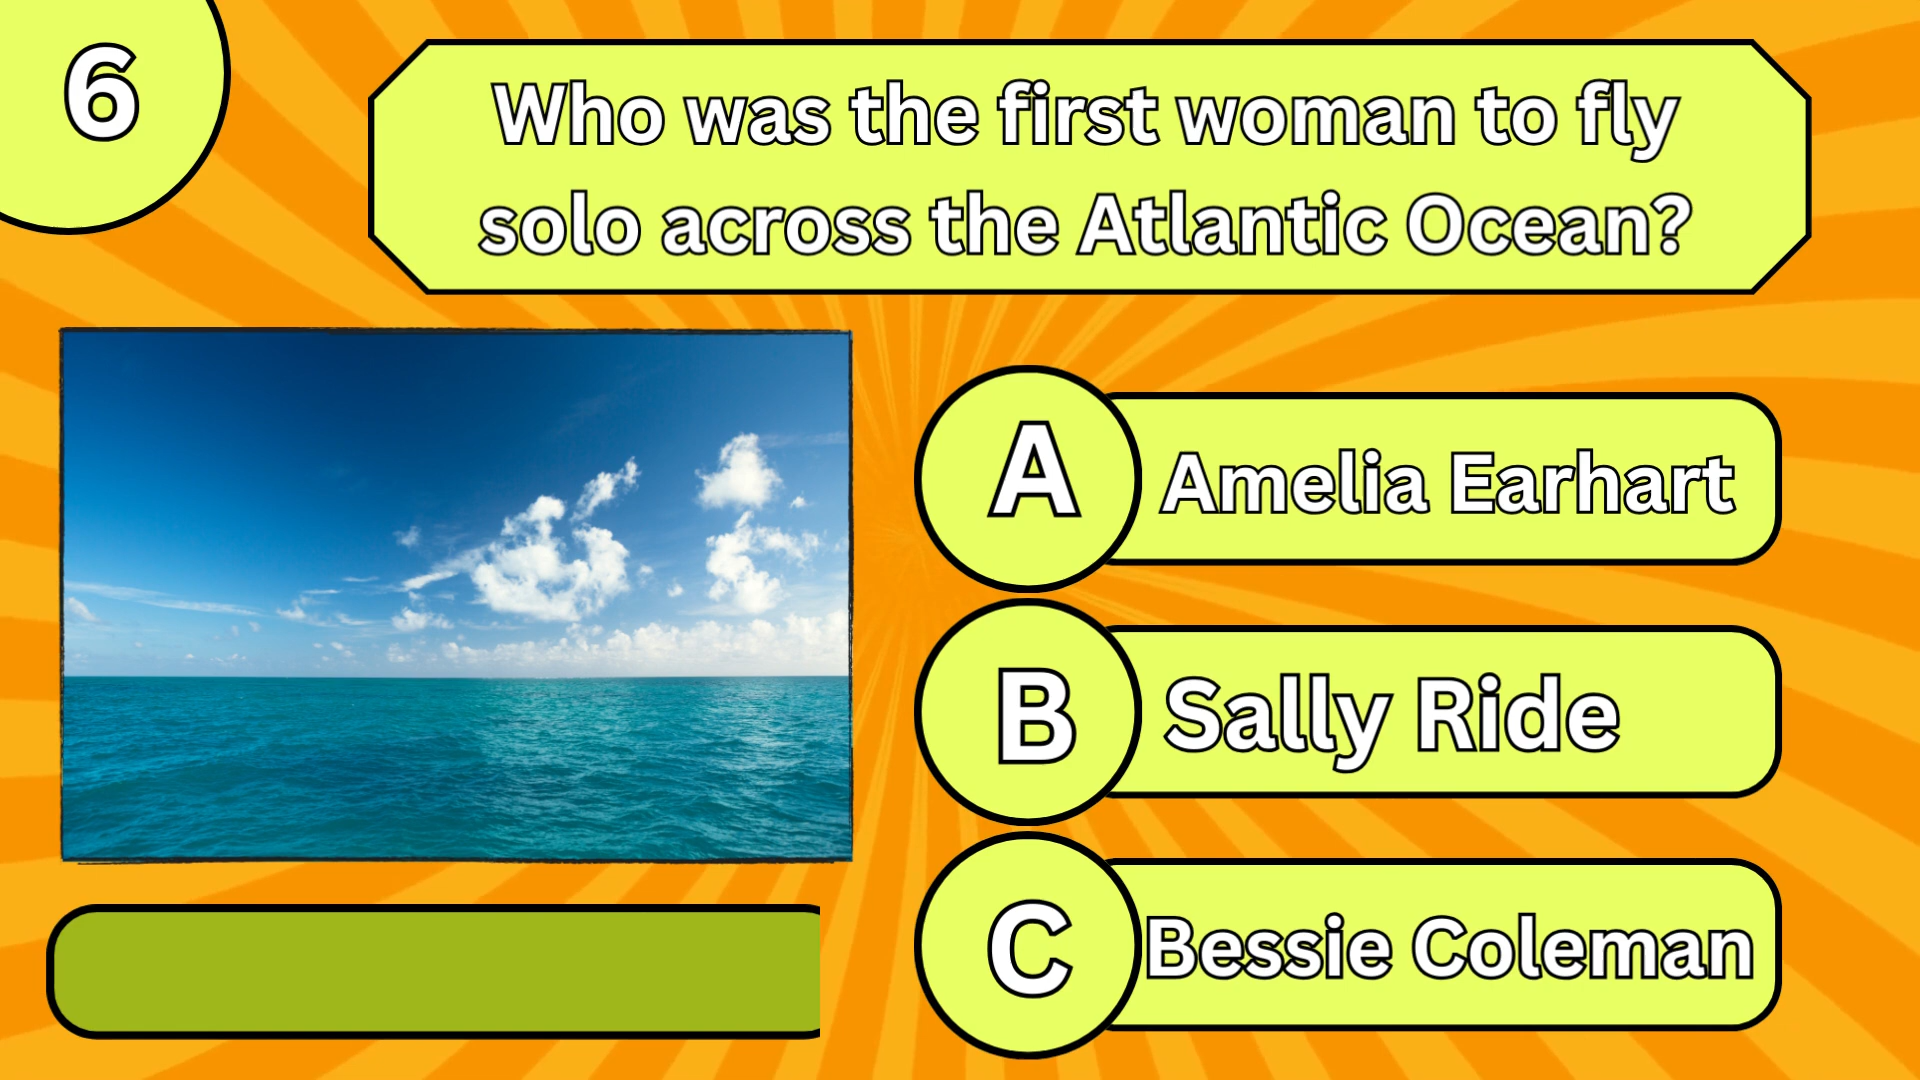 6
Who was the first woman to fly
solo across the Atlantic Ocean?
A Amelia Earhart
B Sally Ride
C Bessie Coleman